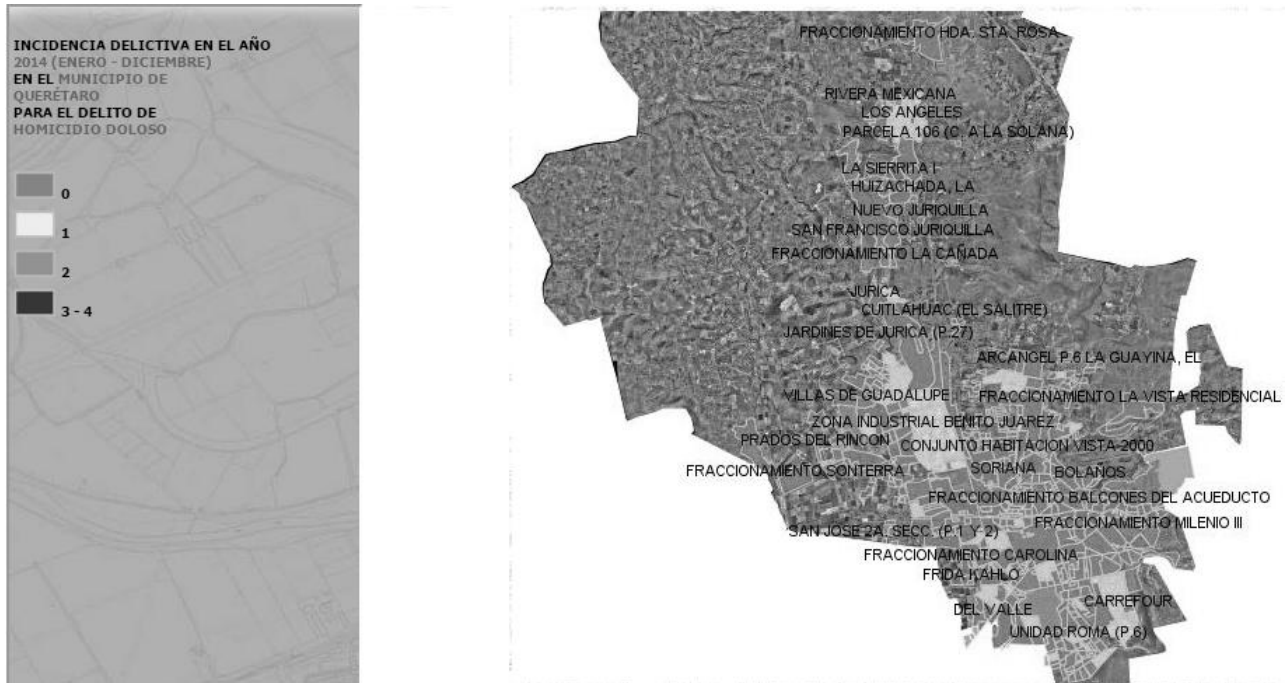 INCIDENCIA DELICTIVA EN EL AÑO
2014 (ENERO - DICIEMBRE)
EN EL MUNICIPIO DE
QUERÉTARO
PARA EL DELITO DE
HOMICIDIO DOLOSO
0
1
2
3 - 4
FRACCIONAMIENTO HDA. STA. ROSA
RIVERA MEXICANA
LOS ANGELES
PARCELA 106 (C. A LA SOLANA)
LA SIERRITA I
HUIZACHADA, LA
NUEVO JURIQUILLA
SAN FRANCISCO JURIQUILLA
FRACCIONAMIENTO LA CAÑADA
JURICA
CUITLAHUAC (EL SALITRE)
JARDINES DE JURICA (P.27)
ARCANGEL P.6 LA GUAYINA, EL
VILLAS DE GUADALUPE
FRACCIONAMIENTO LA VISTA RESIDENCIAL
ZONA INDUSTRIAL BENITO JUAREZ
PRADOS DEL RINCON
CONJUNTO HABITACION VISTA-2000
FRACCIONAMIENTO SONTERRA
SORIANA
BOLAÑOS
FRACCIONAMIENTO BALCONES DEL ACUEDUCTO
FRACCIONAMIENTO MILENIO III
SAN JOSE 2A. SECC. (P.1 Y 2)
FRACCIONAMIENTO CAROLINA
FRIDA KAHLO
DEL VALLE
CARREFOUR
UNIDAD ROMA (P.6)